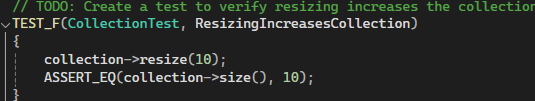 // TODO: Create a test to verify resizing increases the collection
TEST_F(CollectionTest, ResizingIncreasesCollection)
{
    collection->resize(10);
    ASSERT_EQ(collection->size(), 10);
}